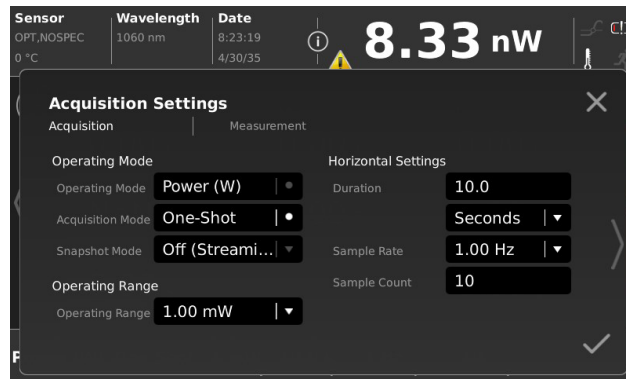 Sensor
OPT,NOSPEC
0 °C
Wavelength
1060 nm
Date
8:23:19
4/30/35
8.33 nW
Acquisition Settings
Acquisition
Measurement
Operating Mode
Operating Mode Power (W)
Acquisition Mode One-Shot
Snapshot Mode Off (Streami...
Operating Range
Operating Range 1.00 mW
Horizontal Settings
Duration 10.0
Seconds
Sample Rate 1.00 Hz
Sample Count 10